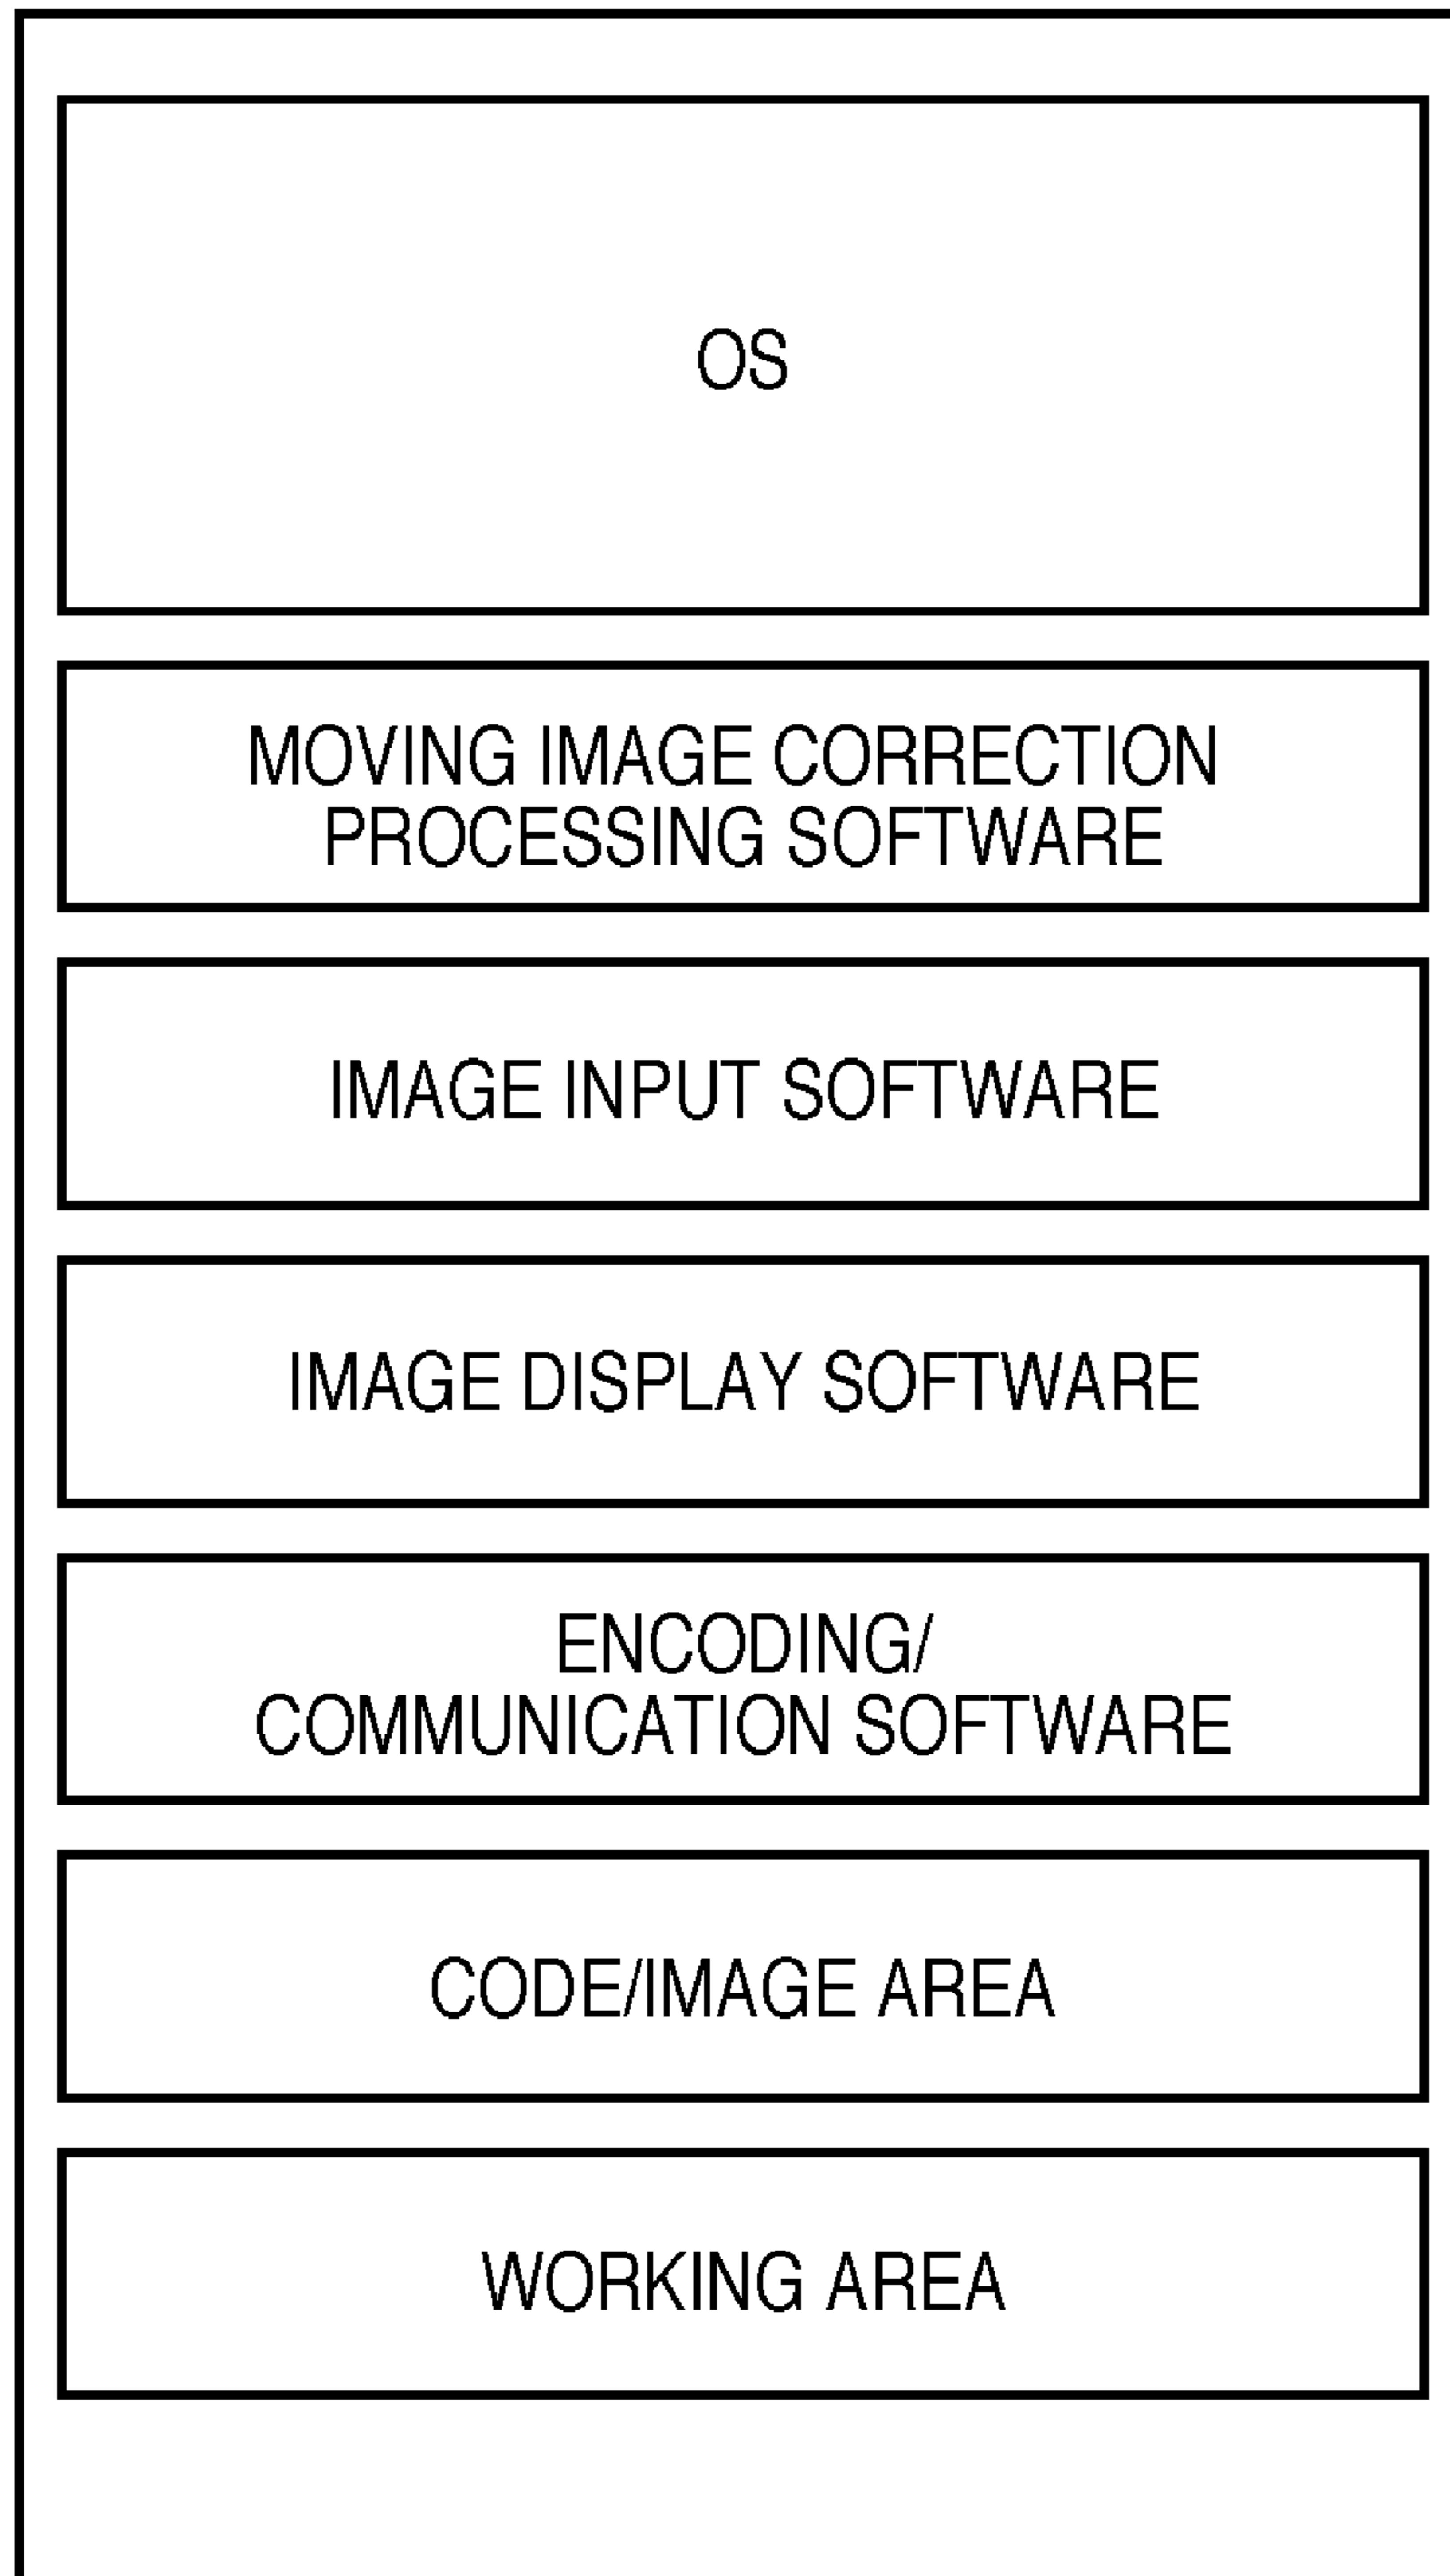 OS
MOVING IMAGE CORRECTION
PROCESSING SOFTWARE
IMAGE INPUT SOFTWARE
IMAGE DISPLAY SOFTWARE
ENCODING/
COMMUNICATION SOFTWARE
CODE/IMAGE AREA
WORKING AREA